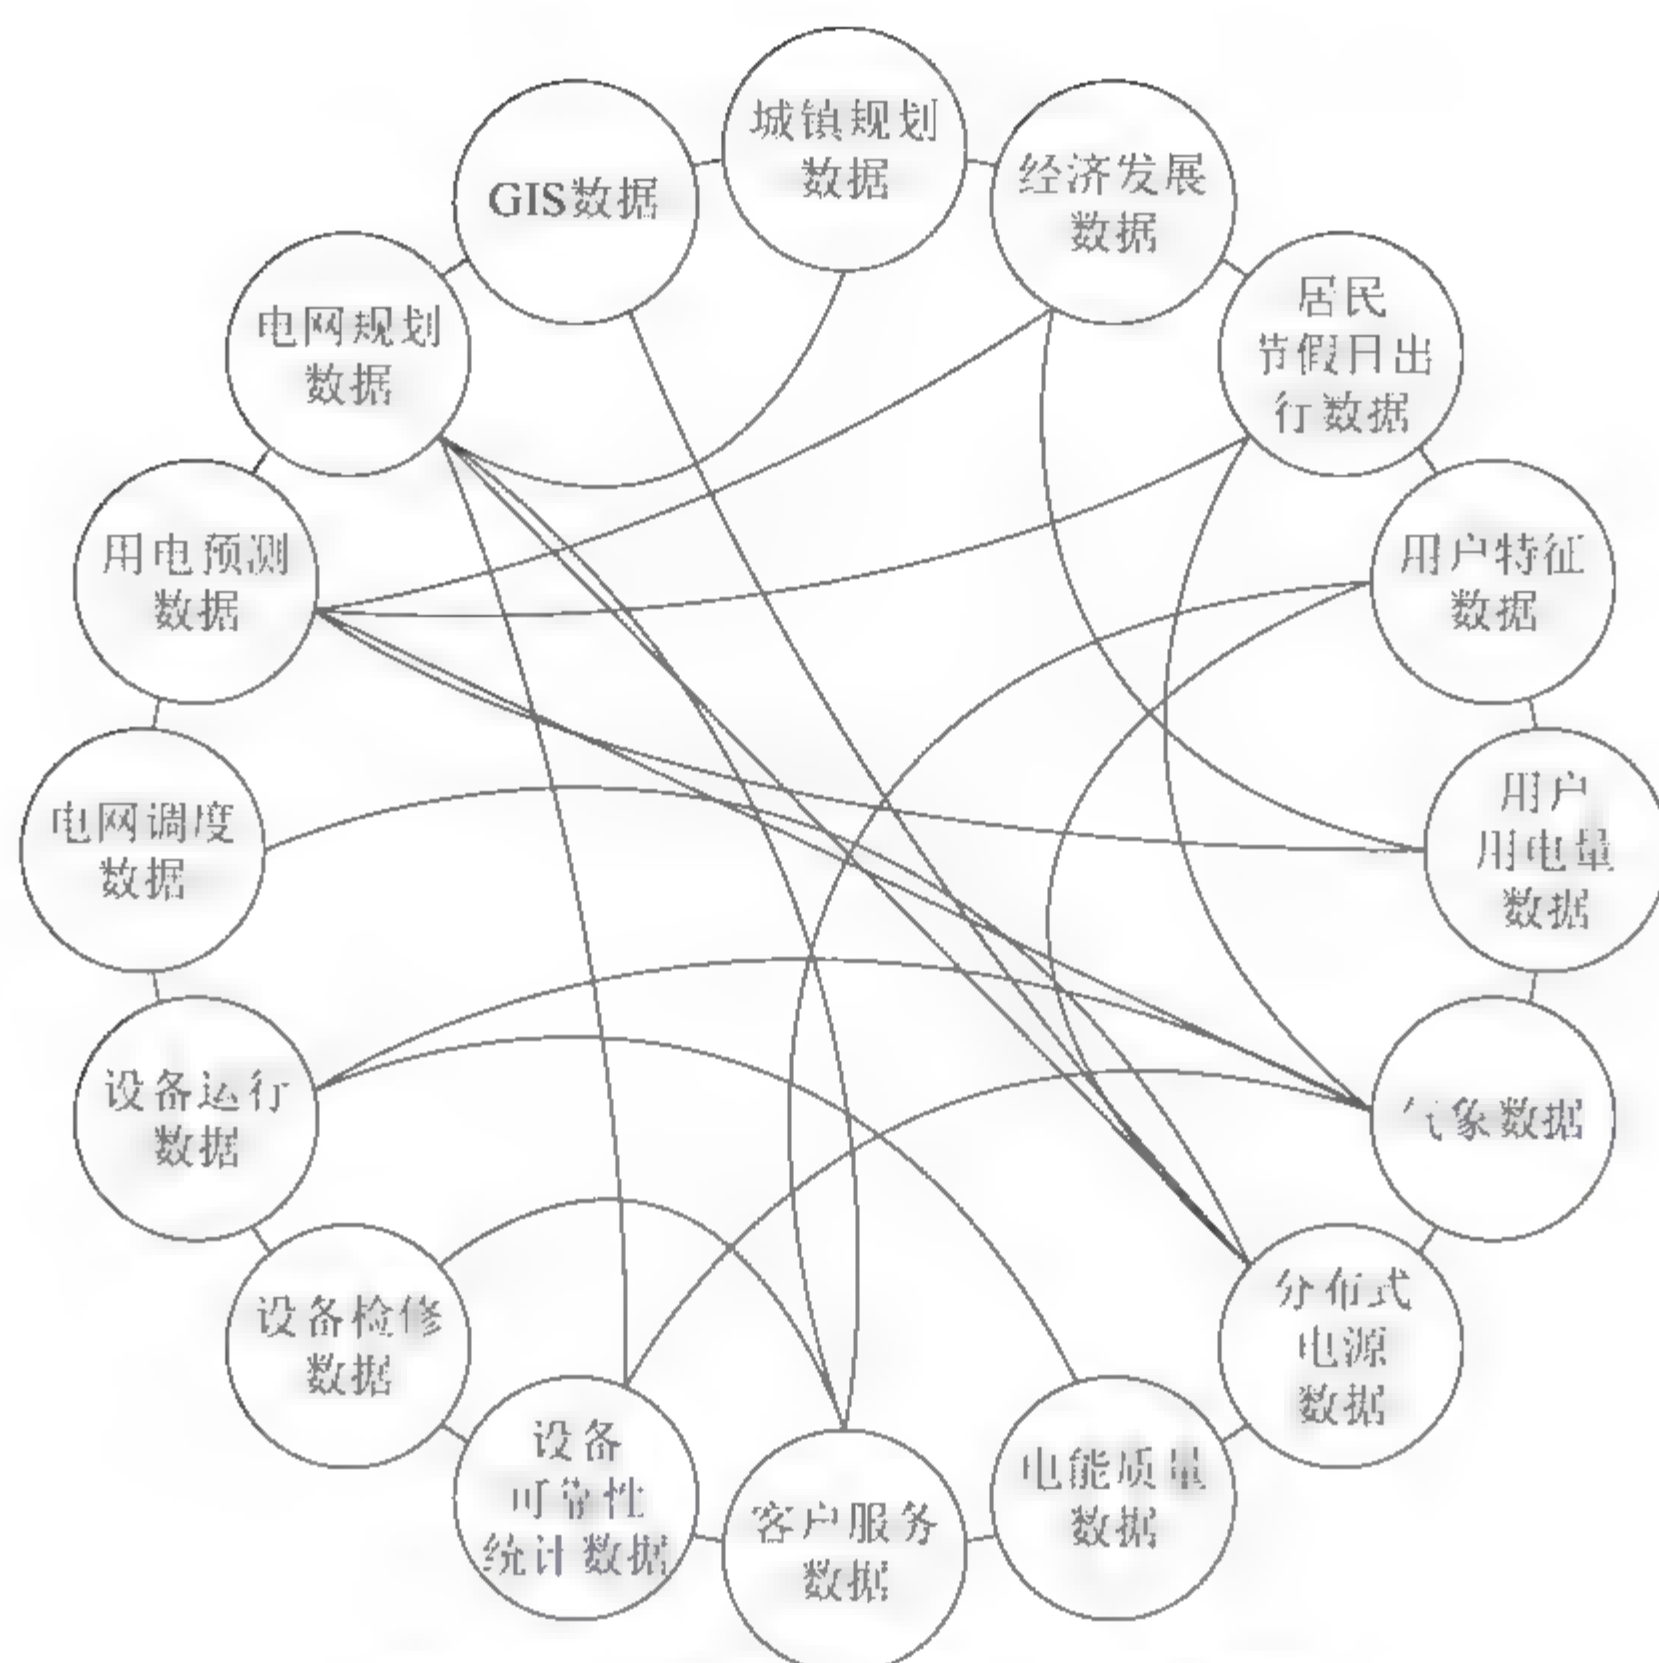 城镇规划
数据
经济发展
数据
居民
节假日出
行数据
用户特征
数据
用户
用电量
数据
气象数据
分布式
电源
数据
电能质量
数据
客户服务
数据
设备
可靠性
统计数据
设备检修
数据
设备运行
数据
电网调度
数据
用电预测
数据
电网规划
数据
GIS数据